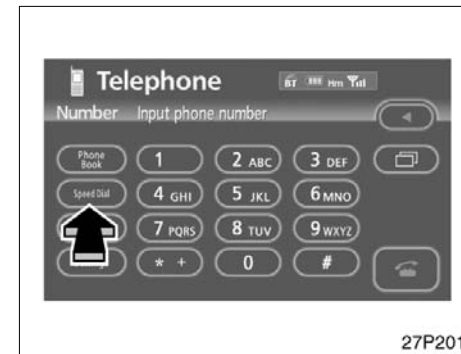 Telephone
BT Hm
Number Input phone number
Phone
Book
1
2 ABC
3 DEF
Speed Dial
4 GHI
5 JKL
6 MNO
7 PQRS
8 TUV
9 WXYZ
* +
0
#
27P201